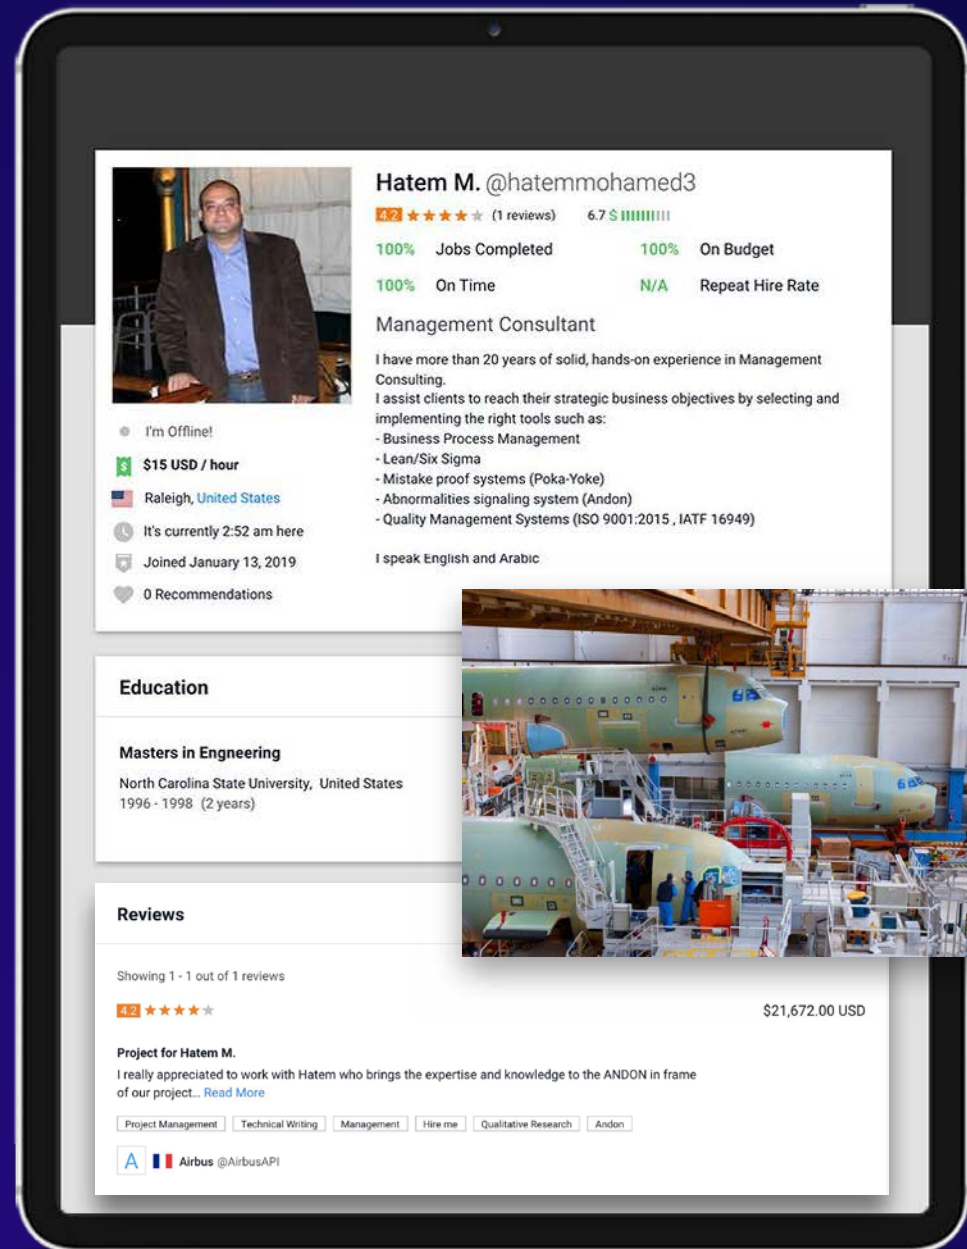 Hatem M. @hatemmohamed3
4.2 (1 reviews) 6.7 $
100% Jobs Completed 100% On Budget
100% On Time N/A Repeat Hire Rate
Management Consultant
I have more than 20 years of solid, hands-on experience in Management
Consulting.
I assist clients to reach their strategic business objectives by selecting and
implementing the right tools such as:
- Business Process Management
- Lean/Six Sigma
- Mistake proof systems (Poka-Yoke)
- Abnormalities signaling system (Andon)
- Quality Management Systems (ISO 9001:2015 , IATF 16949)
I speak English and Arabic
I'm Offline!
$ $15 USD / hour
Raleigh, United States
It's currently 2:52 am here
Joined January 13, 2019
0 Recommendations
Education
Masters in Engneering
North Carolina State University, United States
1996 - 1998 (2 years)
Reviews
Showing 1 - 1 out of 1 reviews
4.2 $21,672.00 USD
Project for Hatem M.
I really appreciated to work with Hatem who brings the expertise and knowledge to the ANDON in frame
of our project... Read More
Project Management Technical Writing Management Hire me Qualitative Research Andon
A Airbus @AirbusAPI